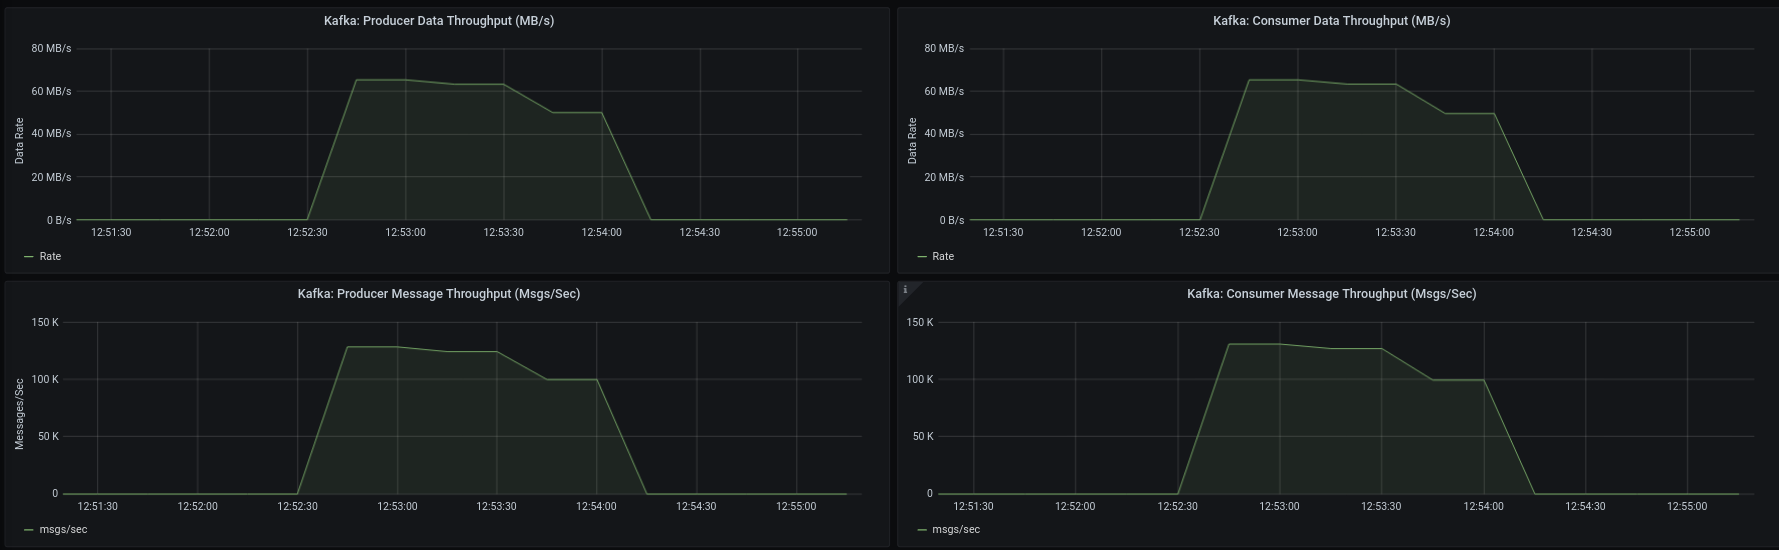 Kafka: Producer Data Throughput (MB/s)
80 MB/s
60 MB/s
40 MB/s
20 MB/s
0 B/s
Data Rate
12:51:30 12:52:00 12:52:30 12:53:00 12:53:30 12:54:00 12:54:30 12:55:00
Rate
Kafka: Consumer Data Throughput (MB/s)
80 MB/s
60 MB/s
40 MB/s
20 MB/s
0 B/s
Data Rate
12:51:30 12:52:00 12:52:30 12:53:00 12:53:30 12:54:00 12:54:30 12:55:00
Rate
Kafka: Producer Message Throughput (Msgs/Sec)
150 K
100 K
50 K
0
Messages/Sec
12:51:30 12:52:00 12:52:30 12:53:00 12:53:30 12:54:00 12:54:30 12:55:00
msgs/sec
i
Kafka: Consumer Message Throughput (Msgs/Sec)
150 K
100 K
50 K
0
12:51:30 12:52:00 12:52:30 12:53:00 12:53:30 12:54:00 12:54:30 12:55:00
msgs/sec